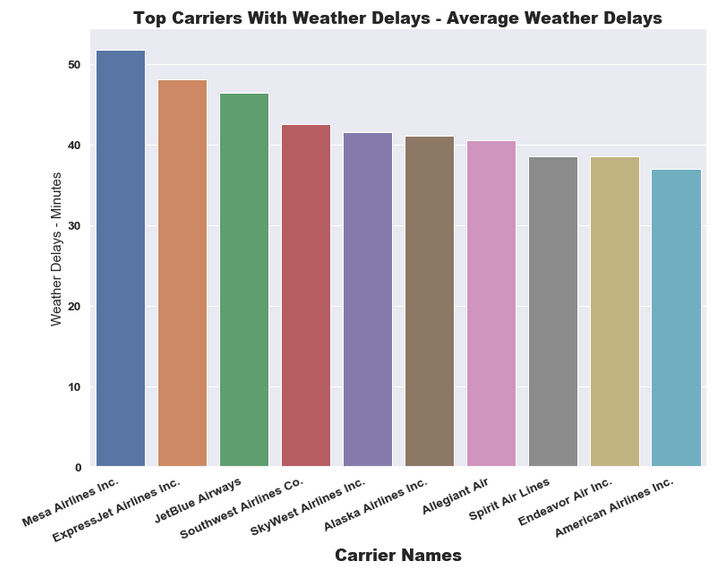 Top Carriers With Weather Delays - Average Weather Delays
Weather Delays - Minutes
50
40
30
20
10
0
Mesa Airlines Inc.
ExpressJet Airlines Inc.
JetBlue Airways
Southwest Airlines Co.
SkyWest Airlines Inc.
Alaska Airlines Inc.
Allegiant Air
Spirit Air Lines
Endeavor Air Inc.
American Airlines Inc.
Carrier Names